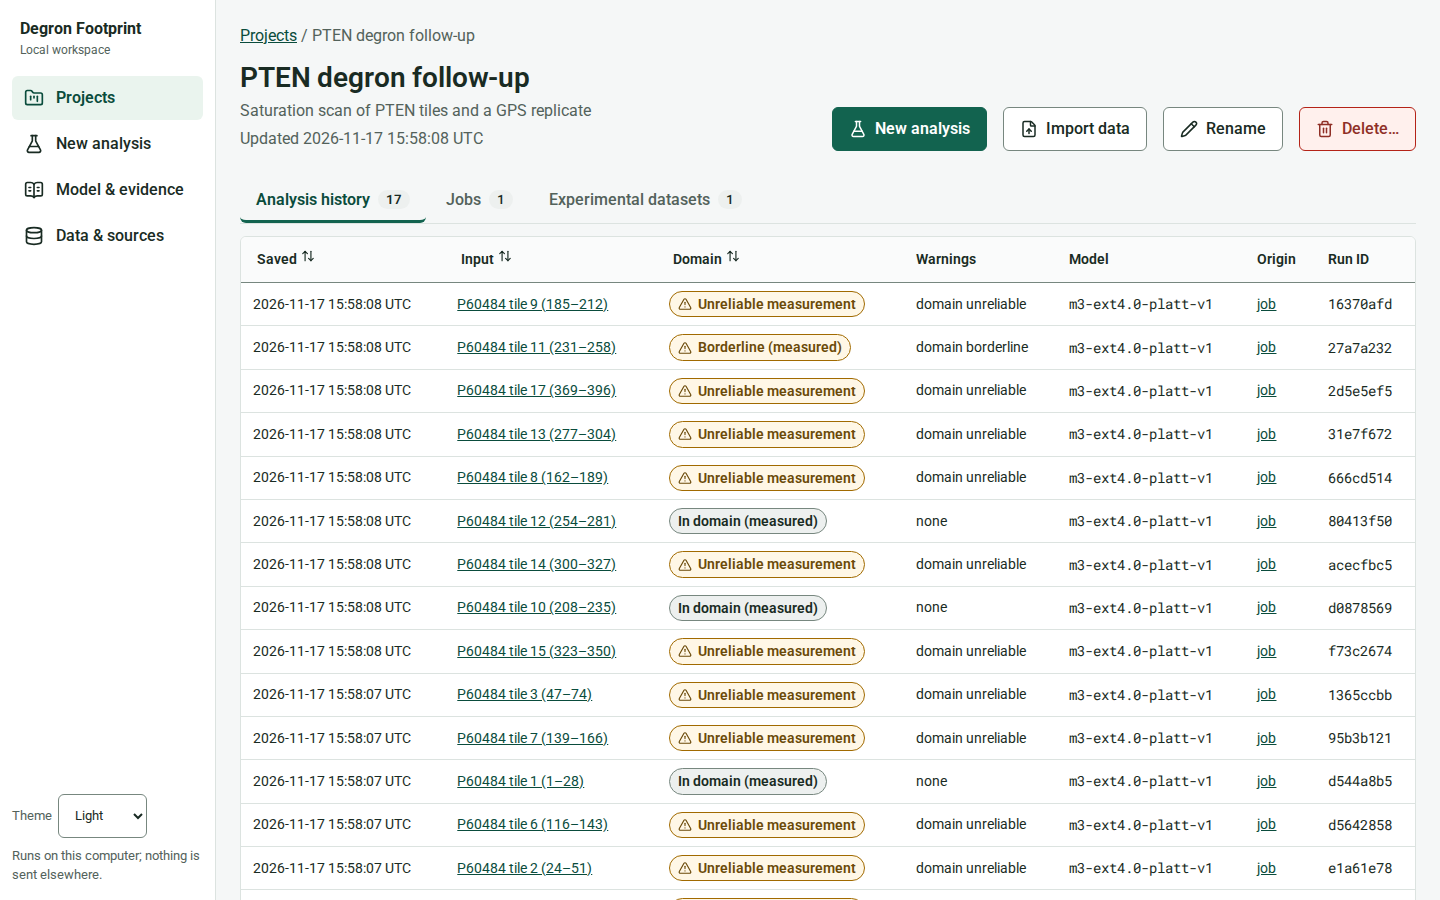 Degron Footprint
Local workspace
Projects
New analysis
Model & evidence
Data & sources
Theme Light
Runs on this computer; nothing is
sent elsewhere.
Projects / PTEN degron follow-up
PTEN degron follow-up
Saturation scan of PTEN tiles and a GPS replicate
Updated 2026-11-17 15:58:08 UTC
New analysis Import data Rename Delete…
Analysis history 17 Jobs 1 Experimental datasets 1
Saved Input Domain Warnings Model Origin Run ID
2026-11-17 15:58:08 UTC P60484 tile 9 (185–212) Unreliable measurement domain unreliable m3-ext4.0-platt-v1 job 16370afd
2026-11-17 15:58:08 UTC P60484 tile 11 (231–258) Borderline (measured) domain borderline m3-ext4.0-platt-v1 job 27a7a232
2026-11-17 15:58:08 UTC P60484 tile 17 (369–396) Unreliable measurement domain unreliable m3-ext4.0-platt-v1 job 2d5e5ef5
2026-11-17 15:58:08 UTC P60484 tile 13 (277–304) Unreliable measurement domain unreliable m3-ext4.0-platt-v1 job 31e7f672
2026-11-17 15:58:08 UTC P60484 tile 8 (162–189) Unreliable measurement domain unreliable m3-ext4.0-platt-v1 job 666cd514
2026-11-17 15:58:08 UTC P60484 tile 12 (254–281) In domain (measured) none m3-ext4.0-platt-v1 job 80413f50
2026-11-17 15:58:08 UTC P60484 tile 14 (300–327) Unreliable measurement domain unreliable m3-ext4.0-platt-v1 job acecfbc5
2026-11-17 15:58:08 UTC P60484 tile 10 (208–235) In domain (measured) none m3-ext4.0-platt-v1 job d0878569
2026-11-17 15:58:08 UTC P60484 tile 15 (323–350) Unreliable measurement domain unreliable m3-ext4.0-platt-v1 job f73c2674
2026-11-17 15:58:07 UTC P60484 tile 3 (47–74) Unreliable measurement domain unreliable m3-ext4.0-platt-v1 job 1365ccbb
2026-11-17 15:58:07 UTC P60484 tile 7 (139–166) Unreliable measurement domain unreliable m3-ext4.0-platt-v1 job 95b3b121
2026-11-17 15:58:07 UTC P60484 tile 1 (1–28) In domain (measured) none m3-ext4.0-platt-v1 job d544a8b5
2026-11-17 15:58:07 UTC P60484 tile 6 (116–143) Unreliable measurement domain unreliable m3-ext4.0-platt-v1 job d5642858
2026-11-17 15:58:07 UTC P60484 tile 2 (24–51) Unreliable measurement domain unreliable m3-ext4.0-platt-v1 job e1a61e78